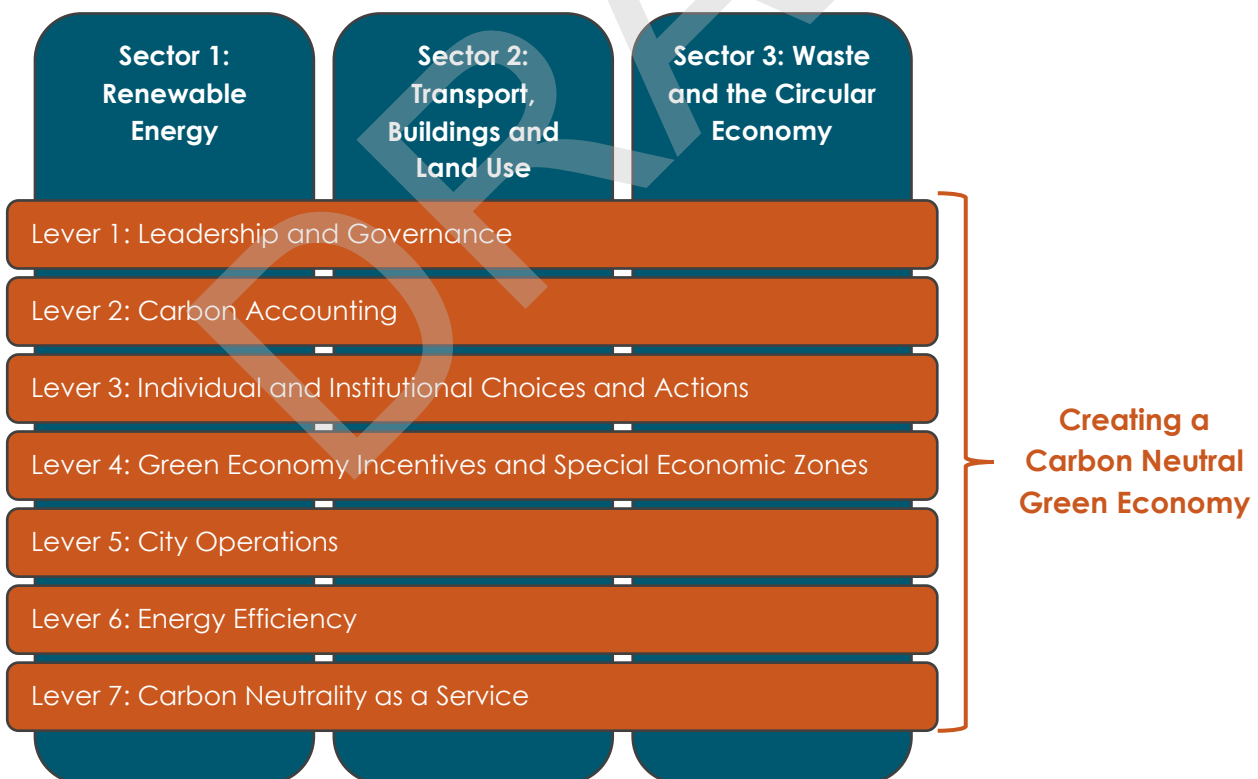 Sector 1:
Renewable
Energy
Sector 2:
Transport,
Buildings and
Land Use
Sector 3: Waste
and the Circular
Economy
Lever 1: Leadership and Governance
Lever 2: Carbon Accounting
Lever 3: Individual and Institutional Choices and Actions
Lever 4: Green Economy Incentives and Special Economic Zones
Lever 5: City Operations
Lever 6: Energy Efficiency
Lever 7: Carbon Neutrality as a Service
Creating a
Carbon Neutral
Green Economy
DRA